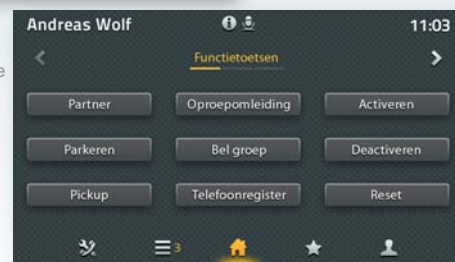 Andreas Wolf 11:03
Functietoetsen
Partner Oproepomleiding Activeren
Parkeren Bel groep Deactiveren
Pickup Telefoonregister Reset
3